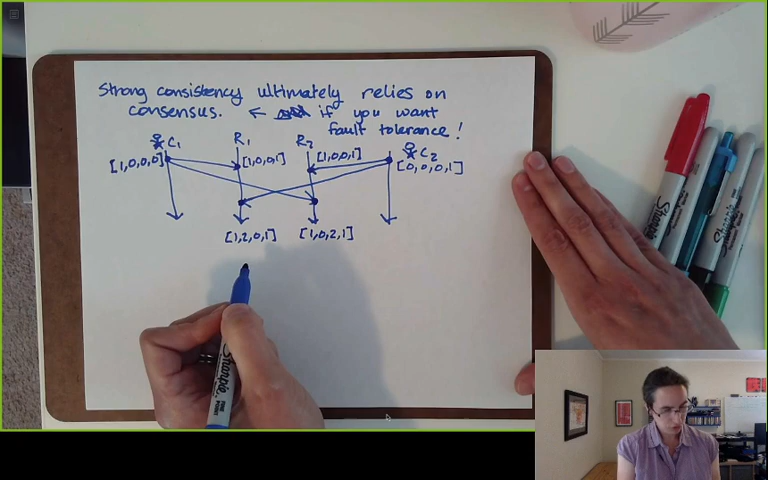 Strong consistency ultimately relies on
consensus. ← if you want
fault tolerance!
C1 R1 R2 C2
[1,0,0,0] [1,0,0,1] [1,0,0,1] [0,0,0,1]
[1,2,0,1] [1,0,2,1]
Sharpie